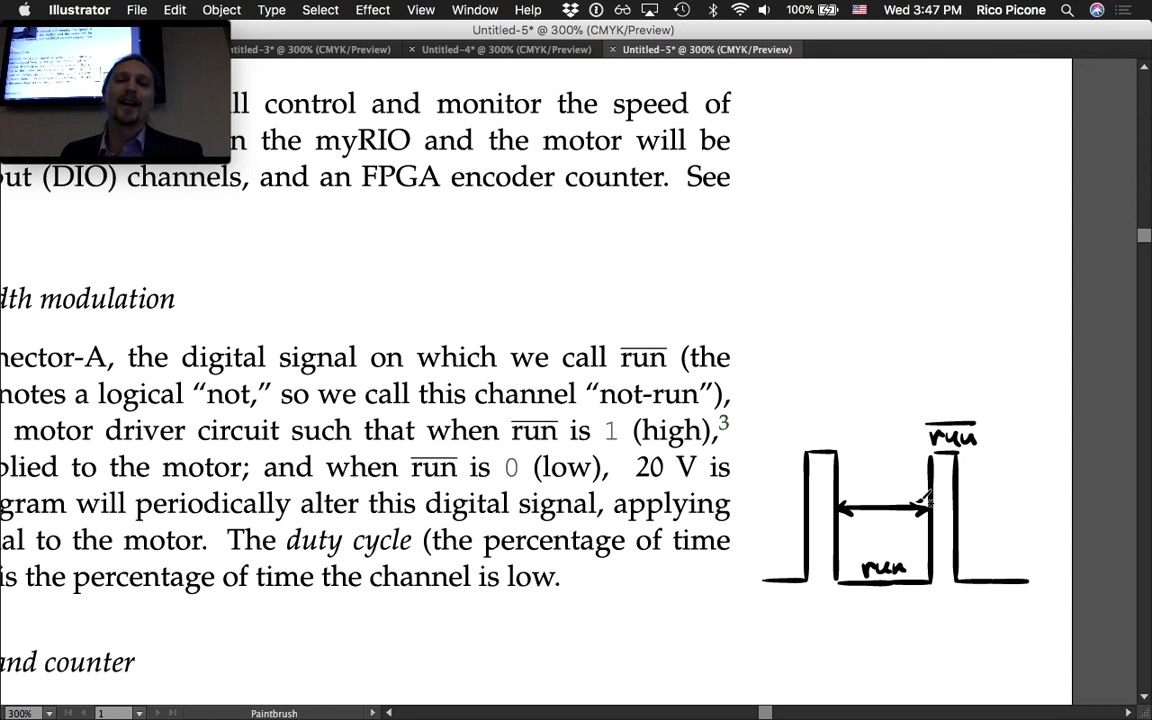 Illustrator File Edit Object Type Select Effect View Window Help 100% Wed 3:47 PM Rico Picone
Untitled-5* @ 300% (CMYK/Preview)
ntitled-3* @ 300% (CMYK/Preview) × Untitled-4* @ 300% (CMYK/Preview) × Untitled-5* @ 300% (CMYK/Preview)
ll control and monitor the speed of
n the myRIO and the motor will be
out (DIO) channels, and an FPGA encoder counter. See
dth modulation
nector-A, the digital signal on which we call run (the
notes a logical “not,” so we call this channel “not-run”),
motor driver circuit such that when run is 1 (high),3
plied to the motor; and when run is 0 (low), 20 V is
gram will periodically alter this digital signal, applying
al to the motor. The duty cycle (the percentage of time
is the percentage of time the channel is low.
and counter
run
run
300% 1 Paintbrush